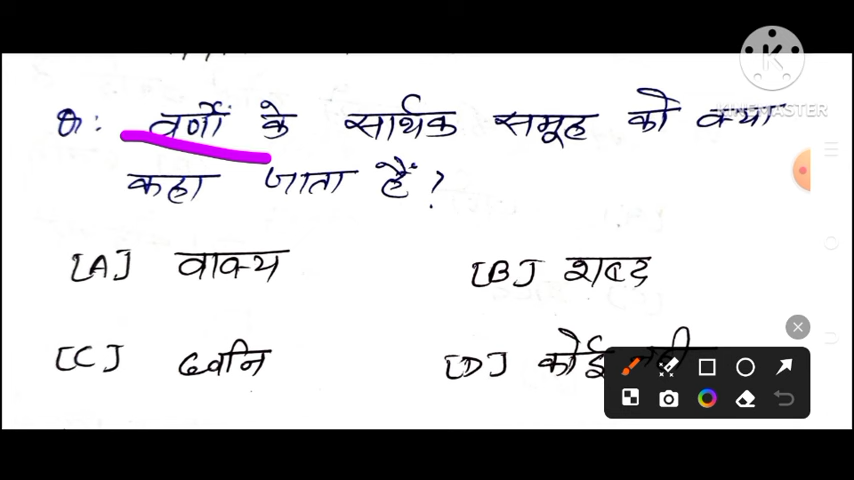 KINEMASTER
Q: वर्णों के सार्थक समूह को क्या
कहा जाता हैं?
[A] वाक्य
[B] शब्द
[C] ध्वनि
[D] कोई नही